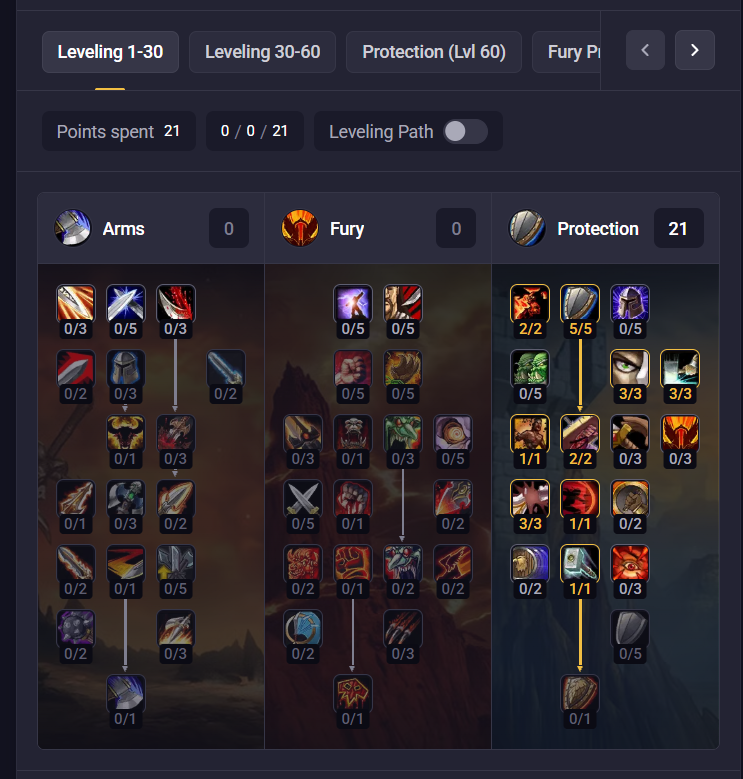 Leveling 1-30 Leveling 30-60 Protection (Lvl 60) Fury Pr
Points spent 21 0 / 0 / 21 Leveling Path
Arms 0 Fury 0 Protection 21
0/3 0/5 0/3 0/5 0/5 2/2 5/5 0/5
0/2 0/3 0/2 0/5 0/5 0/5 3/3 3/3
0/1 0/3 0/3 0/1 0/3 0/5 1/1 2/2 0/3 0/3
0/1 0/3 0/2 0/5 0/1 0/2 3/3 1/1 0/2
0/2 0/1 0/5 0/2 0/1 0/2 0/2 0/2 1/1 0/3
0/2 0/3 0/2 0/3 0/5
0/1 0/1 0/1